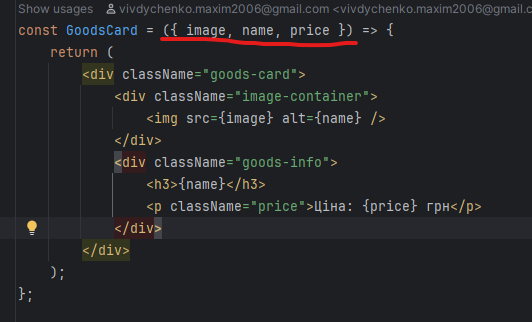 Show usages vivdychenko.maxim2006@gmail.com <vivdychenko.maxim2006@gmail.c
const GoodsCard = ({ image, name, price }) => {
return (
<div className="goods-card">
<div className="image-container">
<img src={image} alt={name} />
</div>
<div className="goods-info">
<h3>{name}</h3>
<p className="price">Ціна: {price} грн</p>
</div>
</div>
);
};